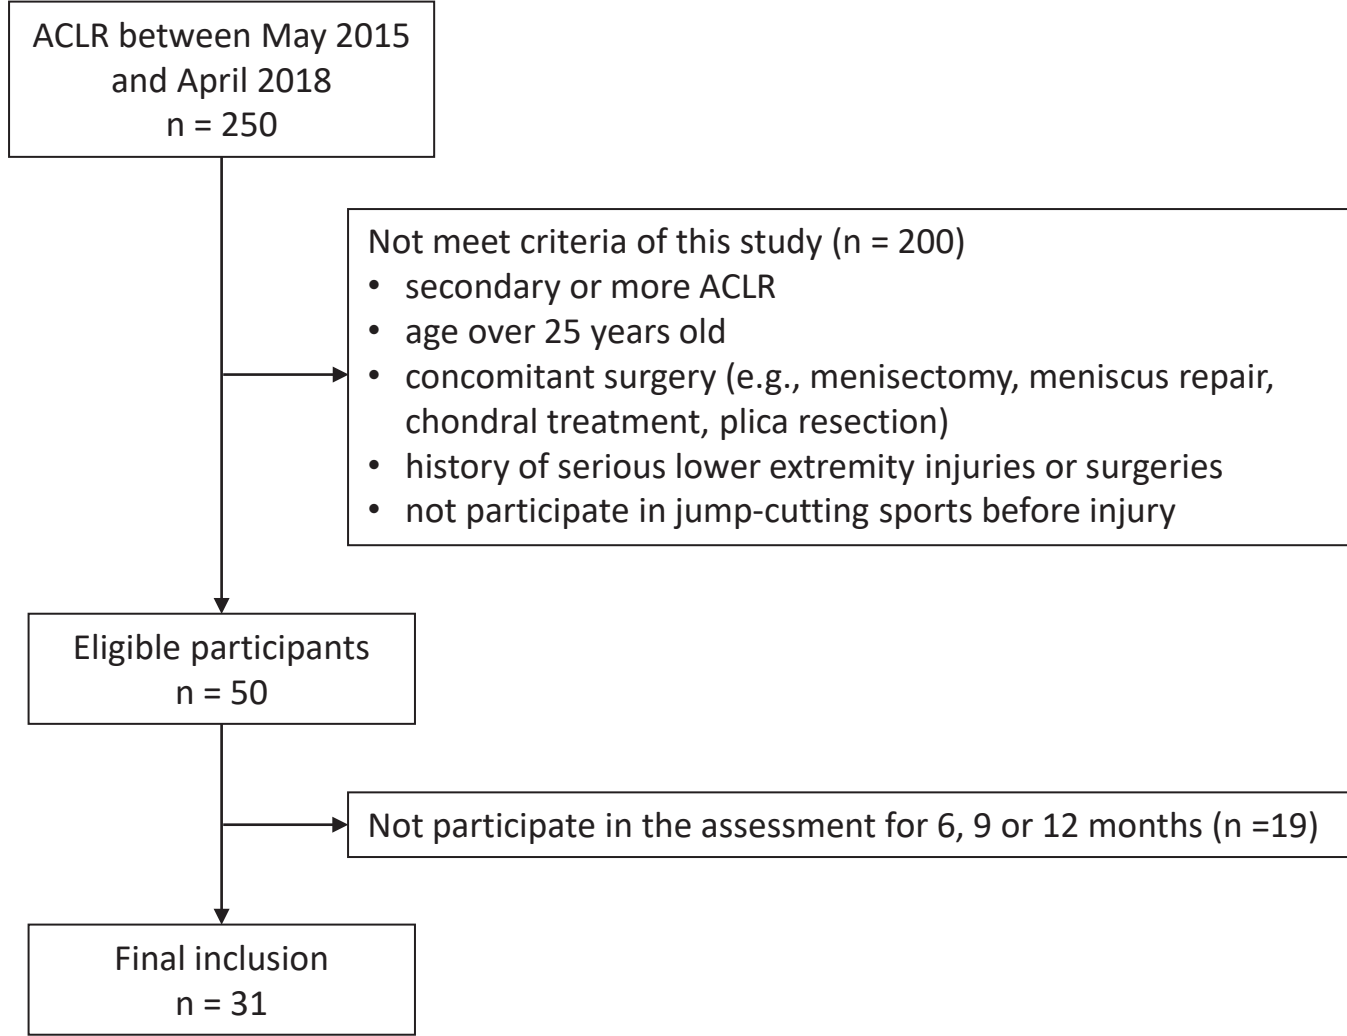 ACLR between May 2015
and April 2018
n = 250
Not meet criteria of this study (n = 200)
• secondary or more ACLR
• age over 25 years old
• concomitant surgery (e.g., menisectomy, meniscus repair,
chondral treatment, plica resection)
• history of serious lower extremity injuries or surgeries
• not participate in jump-cutting sports before injury
Eligible participants
n = 50
Not participate in the assessment for 6, 9 or 12 months (n =19)
Final inclusion
n = 31